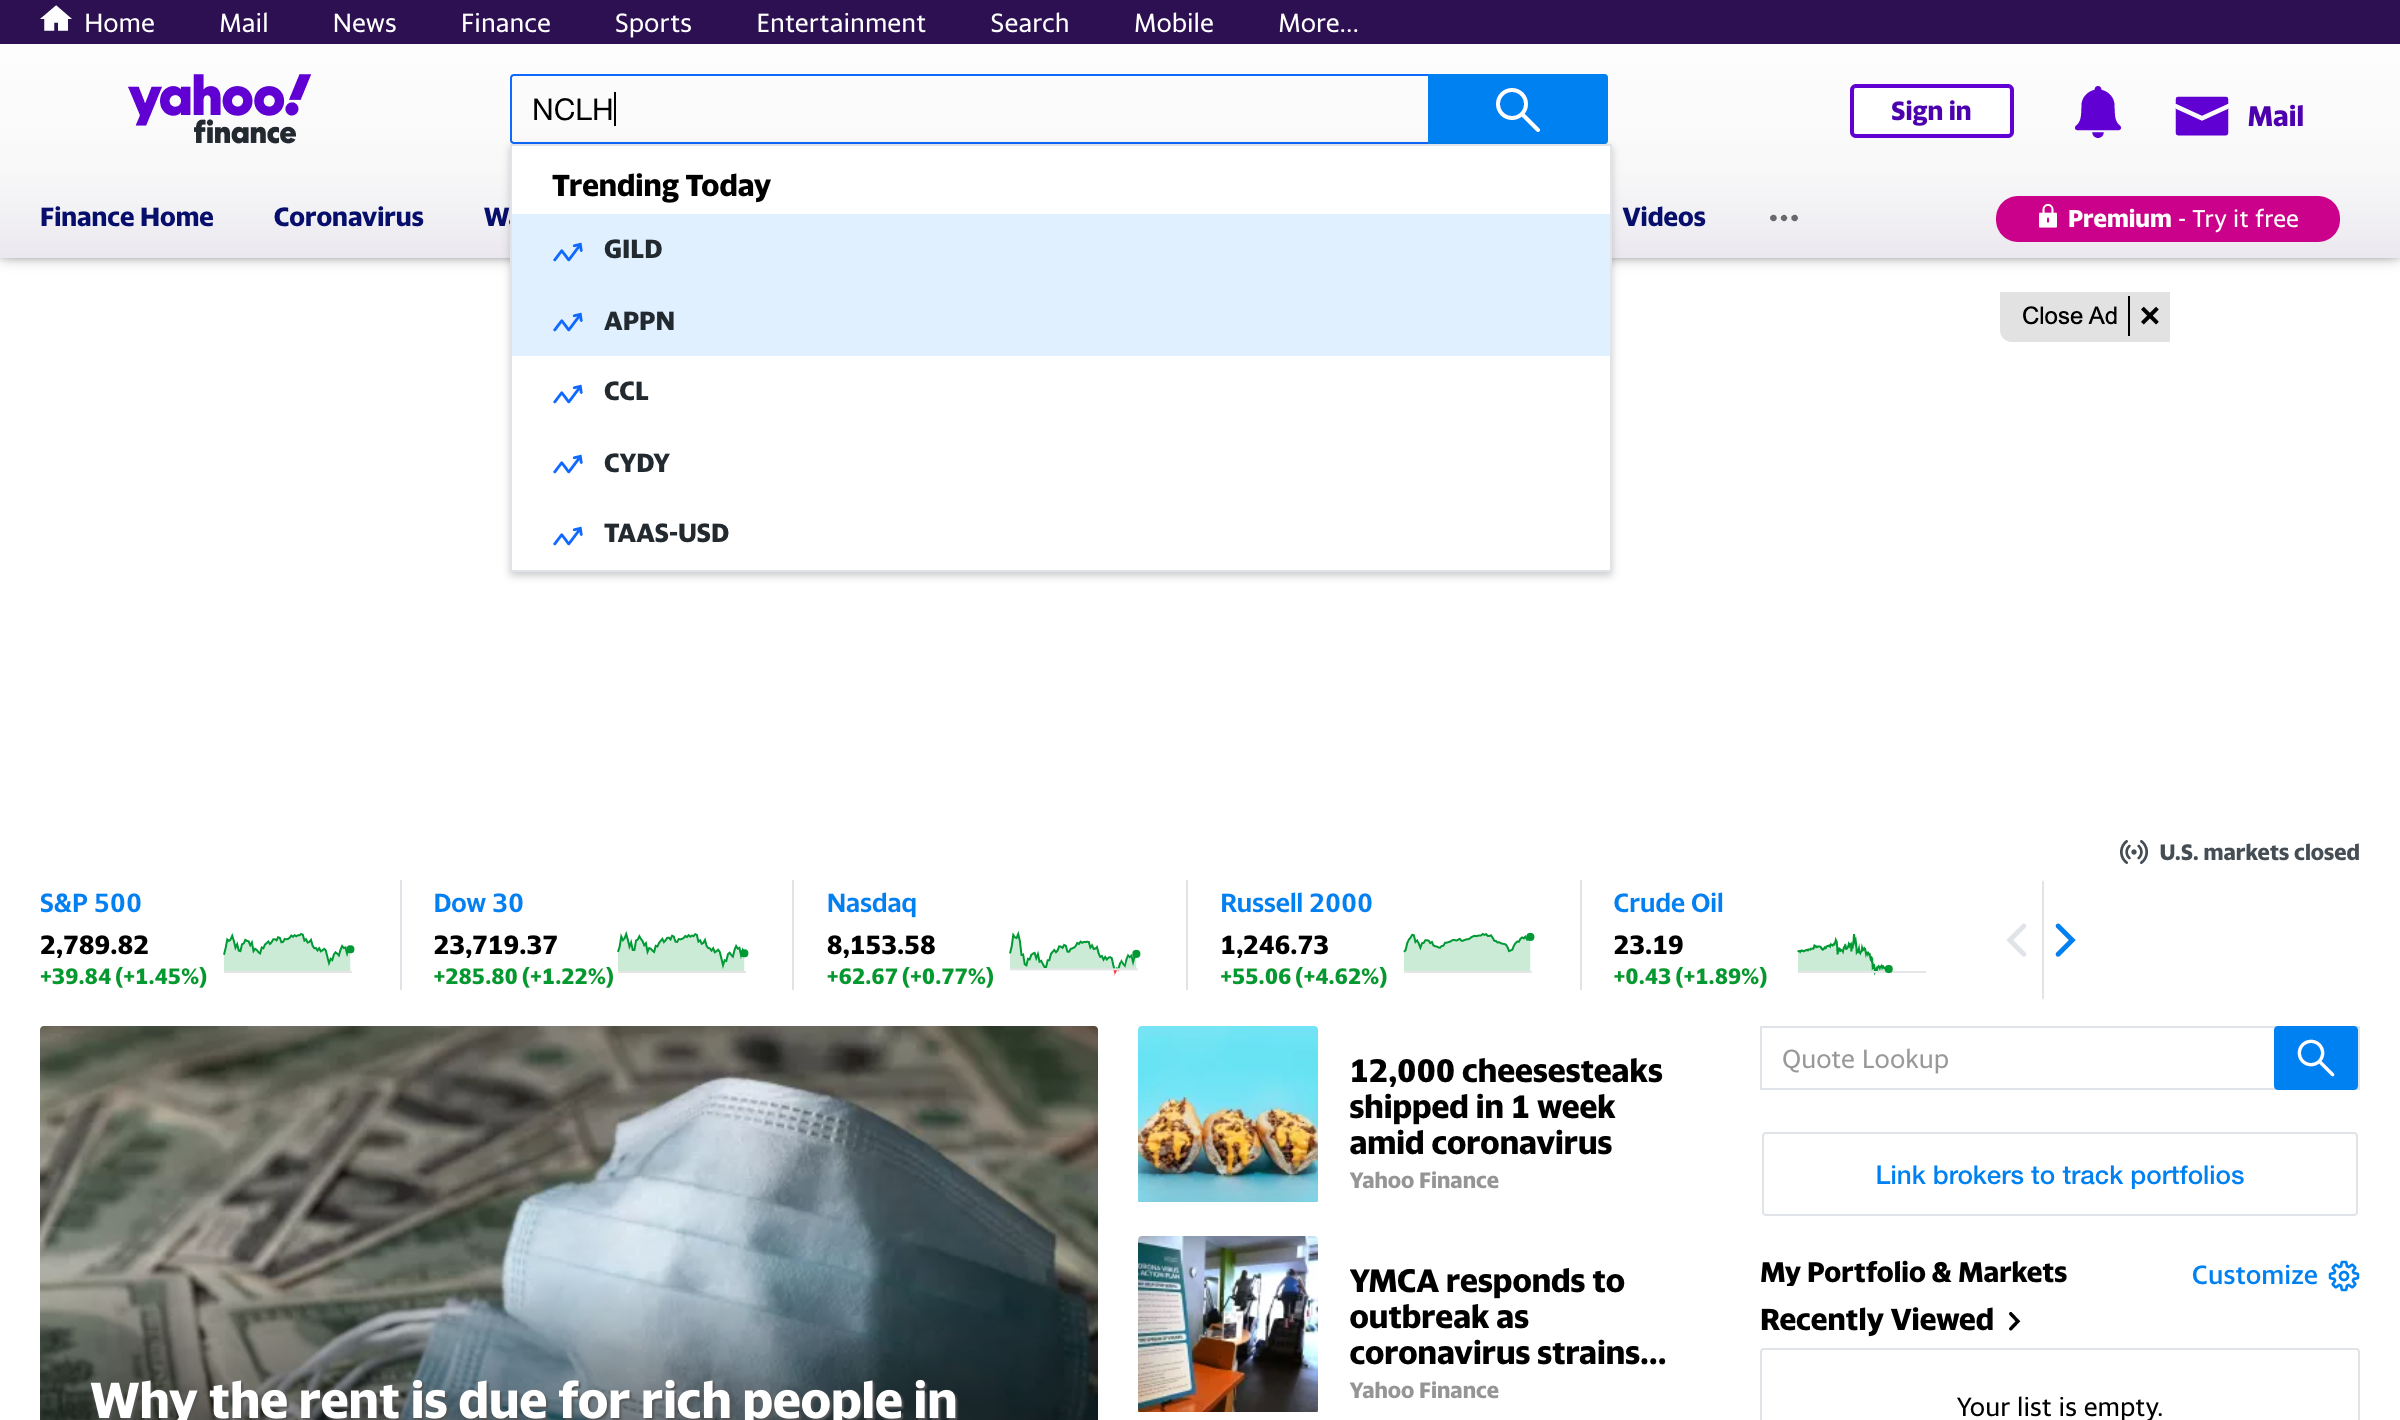 Home Mail News Finance Sports Entertainment Search Mobile More...
yahoo!
finance
NCLH
Sign in
Mail
Finance Home Coronavirus
Videos
Premium - Try it free
Trending Today
GILD
APPN
CCL
CYDY
TAAS-USD
Close Ad
U.S. markets closed
S&P 500
2,789.82
+39.84 (+1.45%)
Dow 30
23,719.37
+285.80 (+1.22%)
Nasdaq
8,153.58
+62.67 (+0.77%)
Russell 2000
1,246.73
+55.06 (+4.62%)
Crude Oil
23.19
+0.43 (+1.89%)
Why the rent is due for rich people in
12,000 cheesesteaks
shipped in 1 week
amid coronavirus
Yahoo Finance
YMCA responds to
outbreak as
coronavirus strains...
Yahoo Finance
Quote Lookup
Link brokers to track portfolios
My Portfolio & Markets
Customize
Recently Viewed
Your list is empty.